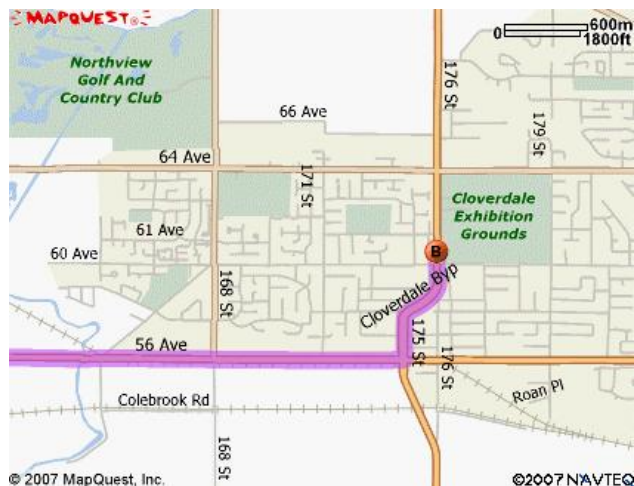 MAPQUEST®
600m
0
1800ft
Northview
Golf And
Country Club
176 St
66 Ave
179 St
64 Ave
171 St
Cloverdale
Exhibition
Grounds
61 Ave
B
60 Ave
168 St
Cloverdale Byp
56 Ave
175 St
176 St
Roan Pl
Colebrook Rd
168 St
© 2007 MapQuest, Inc.
©2007 NAVTEQ